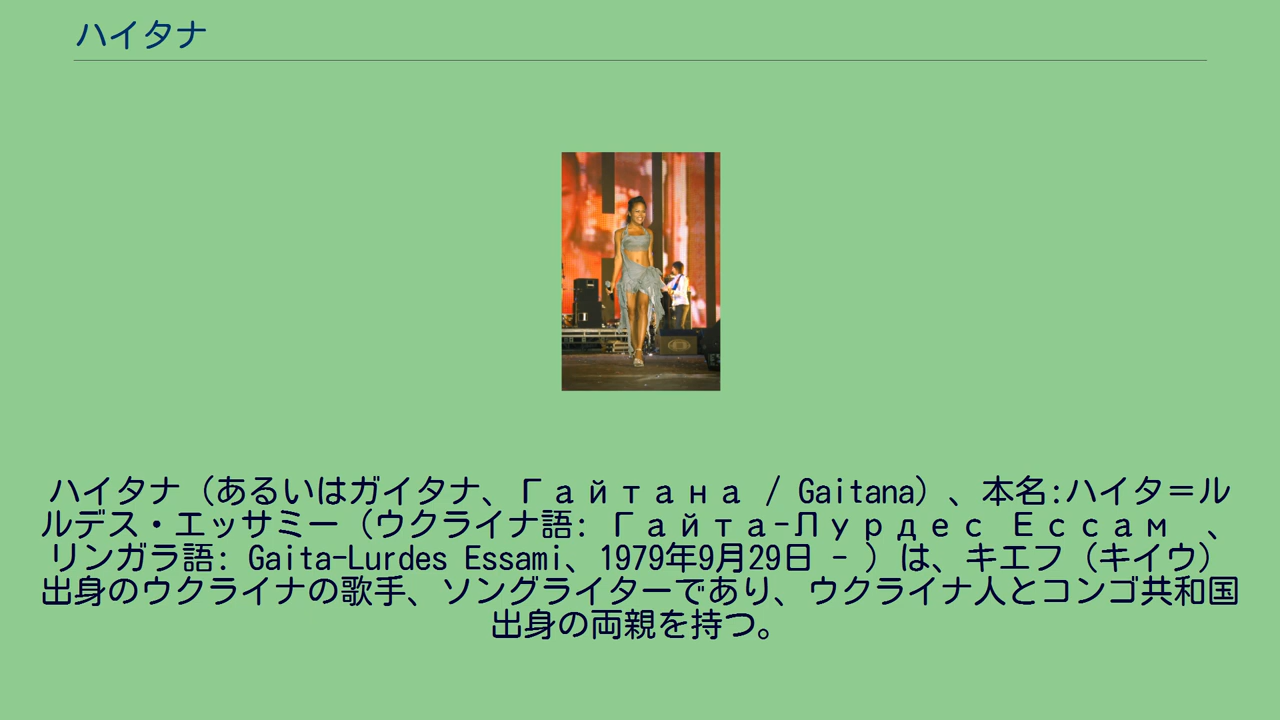 ハイタナ
ハイタナ（あるいはガイタナ、Гайтана / Gaitana）、本名:ハイタ＝ル
ルデス・エッサミー（ウクライナ語: Гайта-Лурдес Ессам 、
リンガラ語: Gaita-Lurdes Essami、1979年9月29日 - ）は、キエフ（キイウ）
出身のウクライナの歌手、ソングライターであり、ウクライナ人とコンゴ共和国
出身の両親を持つ。